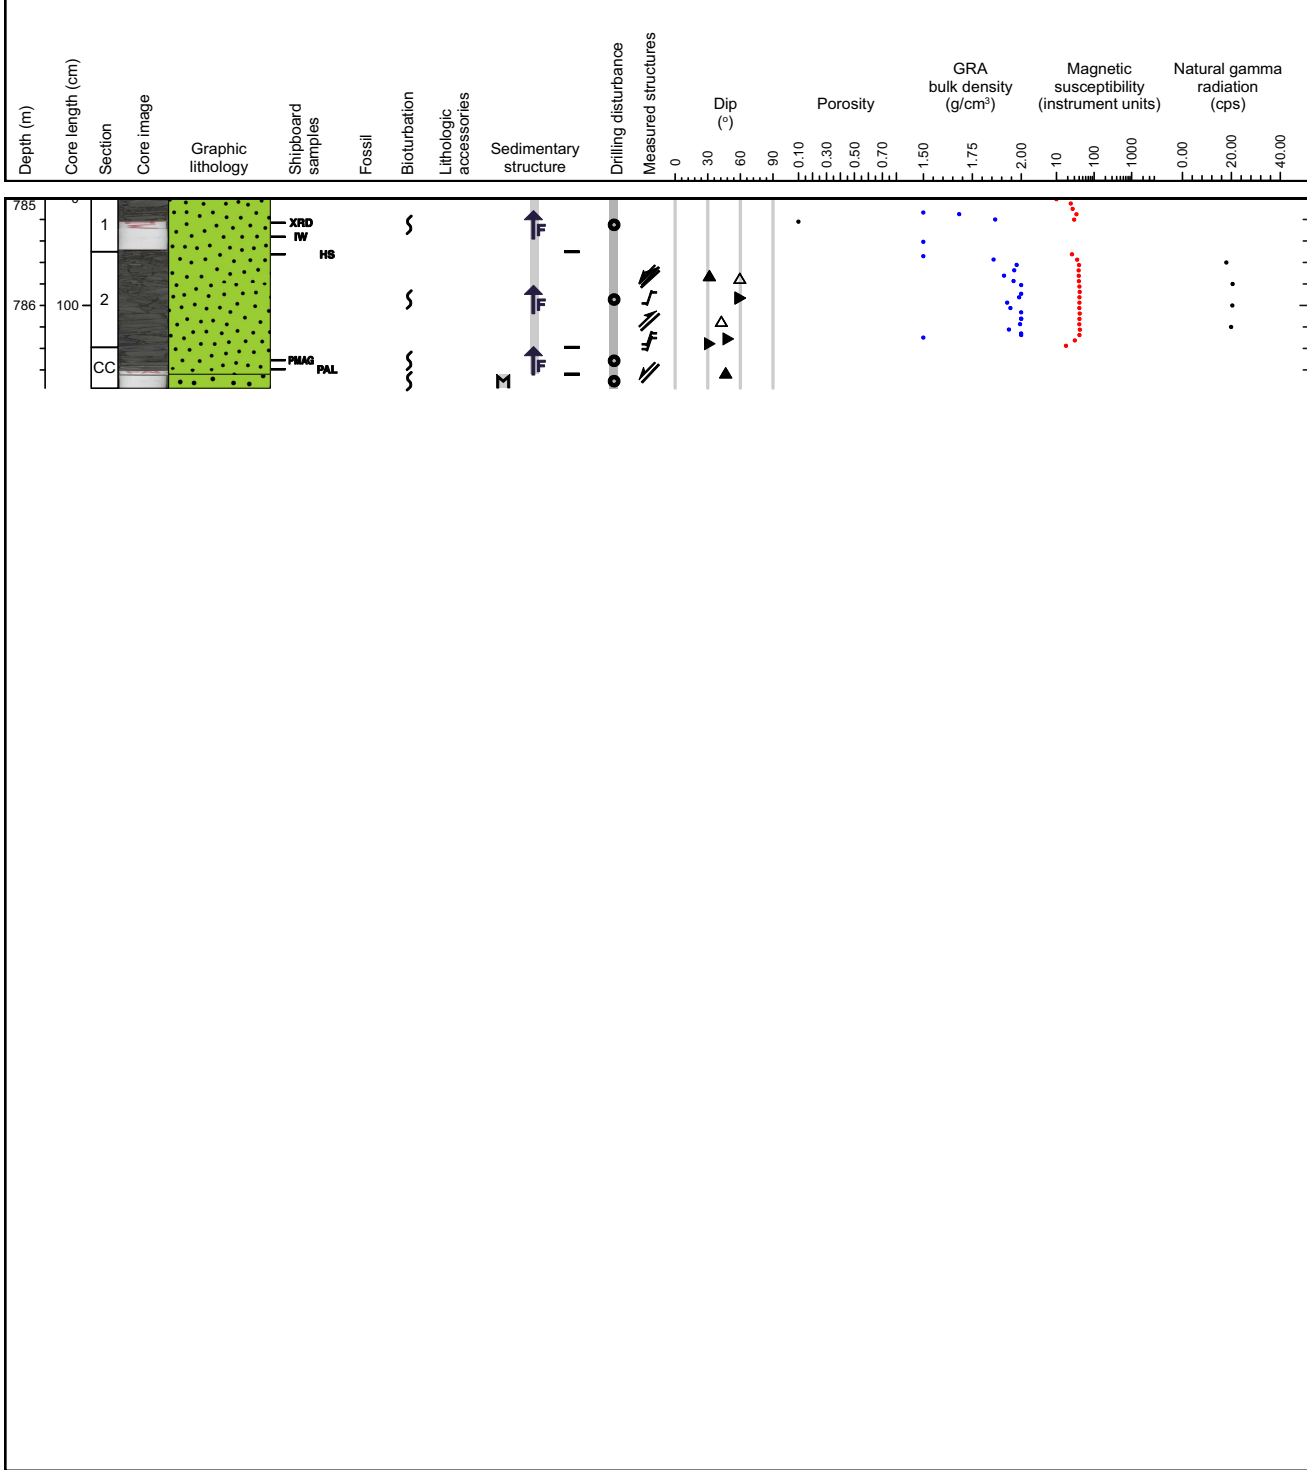 Depth (m)
Core length (cm)
Section
Core image
Graphic
lithology
Shipboard
samples
Fossil
Bioturbation
Lithologic
accessories
Sedimentary
structure
Drilling disturbance
Measured structures
Dip
(°)
0
30
60
90
Porosity
0.10
0.30
0.50
0.70
GRA
bulk density
(g/cm³)
1.50
1.75
2.00
Magnetic
susceptibility
(instrument units)
10
100
1000
Natural gamma
radiation
(cps)
0.00
20.00
40.00
785
1
XRD
F
IW
HS
2
F
786
100
CC
PMAG
F
PAL
M